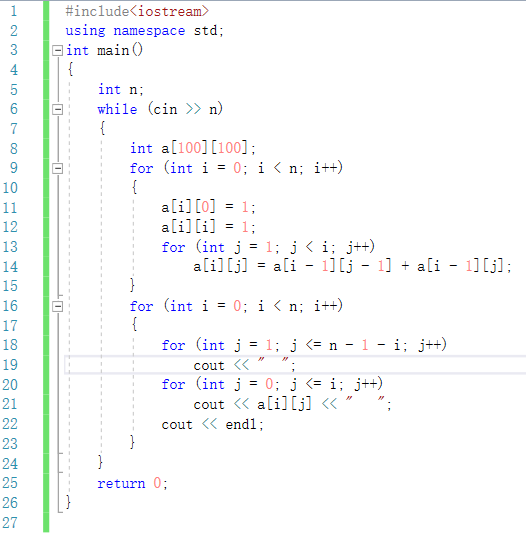 1 #include<iostream>
2 using namespace std;
3 int main()
4 {
5 int n;
6 while (cin >> n)
7 {
8 int a[100][100];
9 for (int i = 0; i < n; i++)
10 {
11 a[i][0] = 1;
12 a[i][i] = 1;
13 for (int j = 1; j < i; j++)
14 a[i][j] = a[i - 1][j - 1] + a[i - 1][j];
15 }
16 for (int i = 0; i < n; i++)
17 {
18 for (int j = 1; j <= n - 1 - i; j++)
19 cout << "  ";
20 for (int j = 0; j <= i; j++)
21 cout << a[i][j] << "   ";
22 cout << endl;
23 }
24 }
25 return 0;
26 }
27